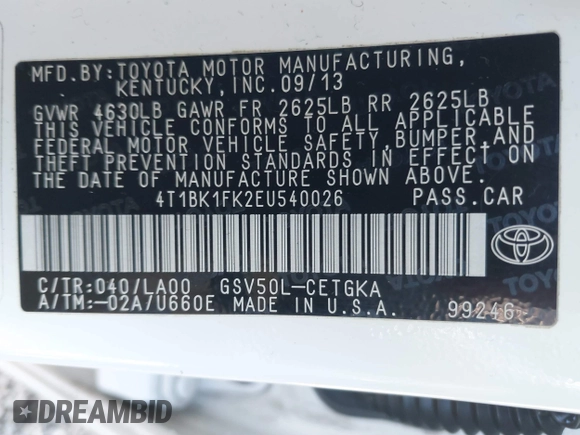 MFD.BY:TOYOTA MOTOR MANUFACTURING,
KENTUCKY,INC.09/13
GVWR 4630LB GAWR FR 2625LB RR 2625LB
THIS VEHICLE CONFORMS TO ALL APPLICABLE
FEDERAL MOTOR VEHICLE SAFETY,BUMPER,AND
THEFT PREVENTION STANDARDS IN EFFECT ON
THE DATE OF MANUFACTURE SHOWN ABOVE.
4T1BK1FK2EU540026 PASS.CAR
TOYOTA
C/TR:040/LA00 GSV50L-CETGKA
A/TM:-02A/U660E MADE IN U.S.A. 99246
DREAMBID